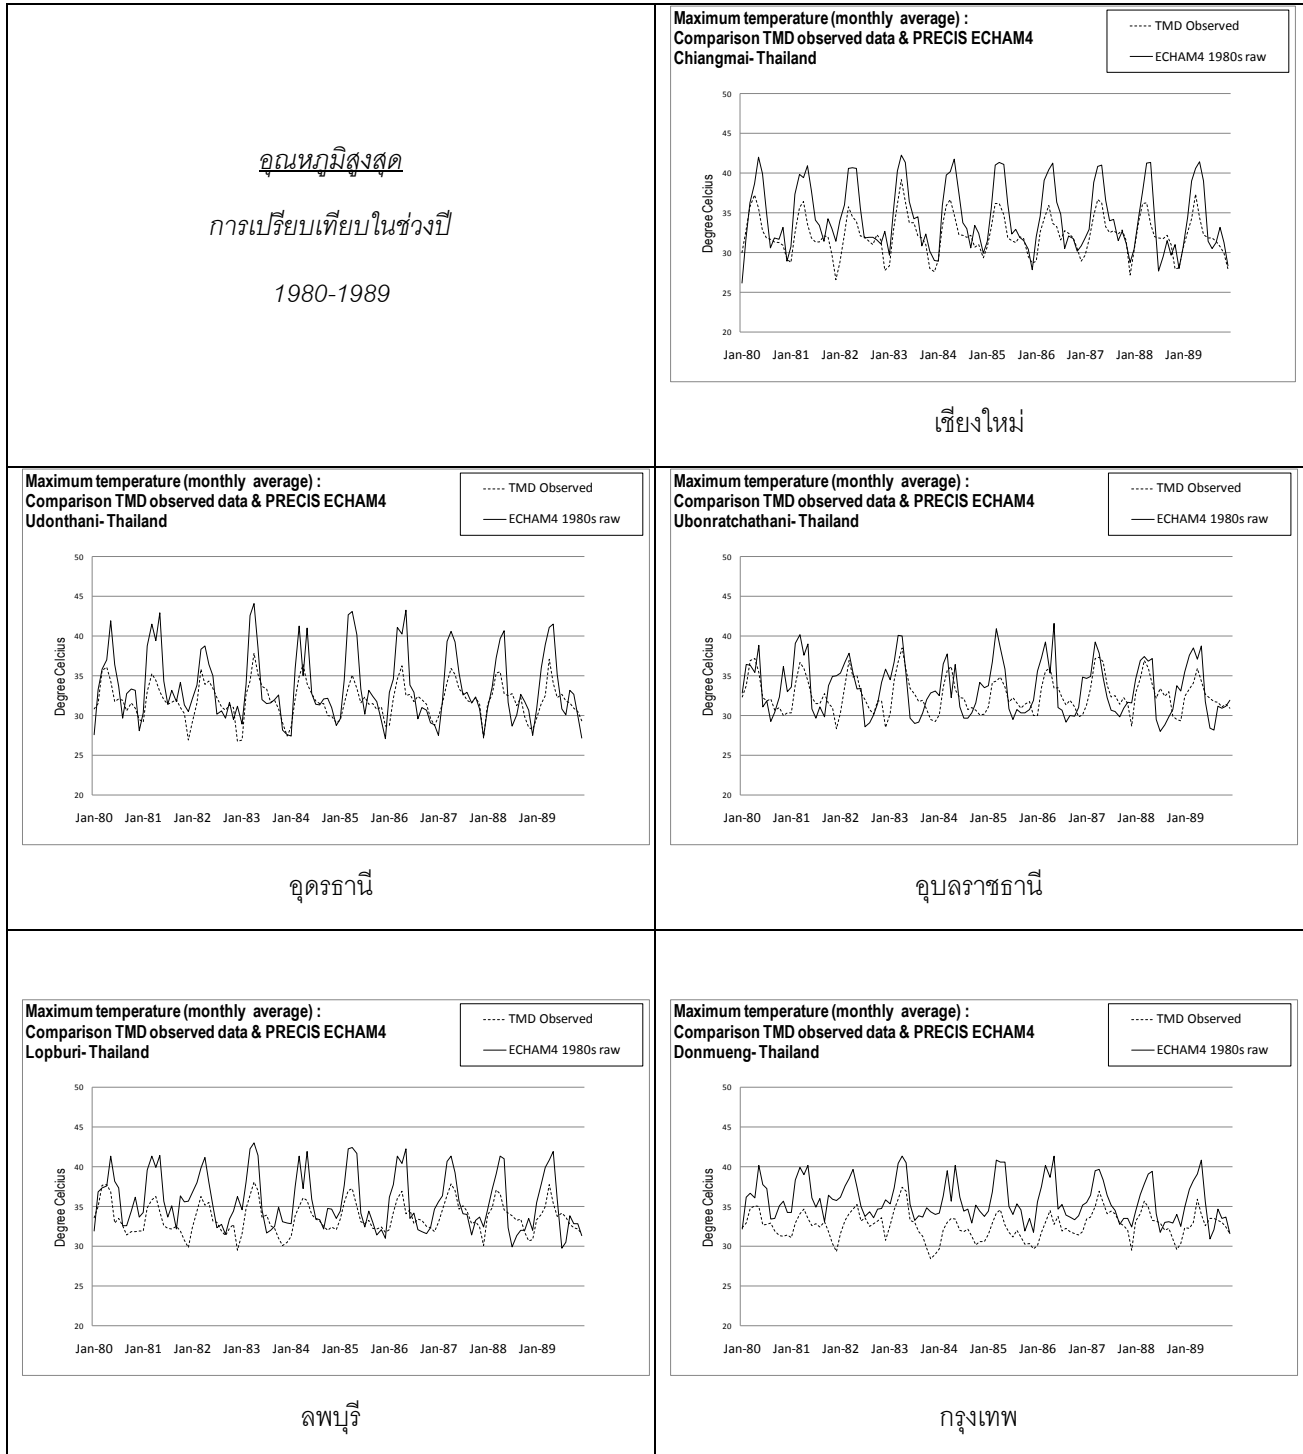 อุณหภูมิสูงสุด
การเปรียบเทียบในช่วงปี
1980-1989
Maximum temperature (monthly average) :
Comparison TMD observed data & PRECIS ECHAM4
Chiangmai- Thailand
TMD Observed
ECHAM4 1980s raw
Degree Celcius
50
45
40
35
30
25
20
Jan-80 Jan-81 Jan-82 Jan-83 Jan-84 Jan-85 Jan-86 Jan-87 Jan-88 Jan-89
เชียงใหม่
Maximum temperature (monthly average) :
Comparison TMD observed data & PRECIS ECHAM4
Udonthani- Thailand
TMD Observed
ECHAM4 1980s raw
Degree Celcius
50
45
40
35
30
25
20
Jan-80 Jan-81 Jan-82 Jan-83 Jan-84 Jan-85 Jan-86 Jan-87 Jan-88 Jan-89
อุดรธานี
Maximum temperature (monthly average) :
Comparison TMD observed data & PRECIS ECHAM4
Ubonratchathani- Thailand
TMD Observed
ECHAM4 1980s raw
Degree Celcius
50
45
40
35
30
25
20
Jan-80 Jan-81 Jan-82 Jan-83 Jan-84 Jan-85 Jan-86 Jan-87 Jan-88 Jan-89
อุบลราชธานี
Maximum temperature (monthly average) :
Comparison TMD observed data & PRECIS ECHAM4
Lopburi- Thailand
TMD Observed
ECHAM4 1980s raw
Degree Celcius
50
45
40
35
30
25
20
Jan-80 Jan-81 Jan-82 Jan-83 Jan-84 Jan-85 Jan-86 Jan-87 Jan-88 Jan-89
ลพบุรี
Maximum temperature (monthly average) :
Comparison TMD observed data & PRECIS ECHAM4
Donmueng- Thailand
TMD Observed
ECHAM4 1980s raw
Degree Celcius
50
45
40
35
30
25
20
Jan-80 Jan-81 Jan-82 Jan-83 Jan-84 Jan-85 Jan-86 Jan-87 Jan-88 Jan-89
กรุงเทพ